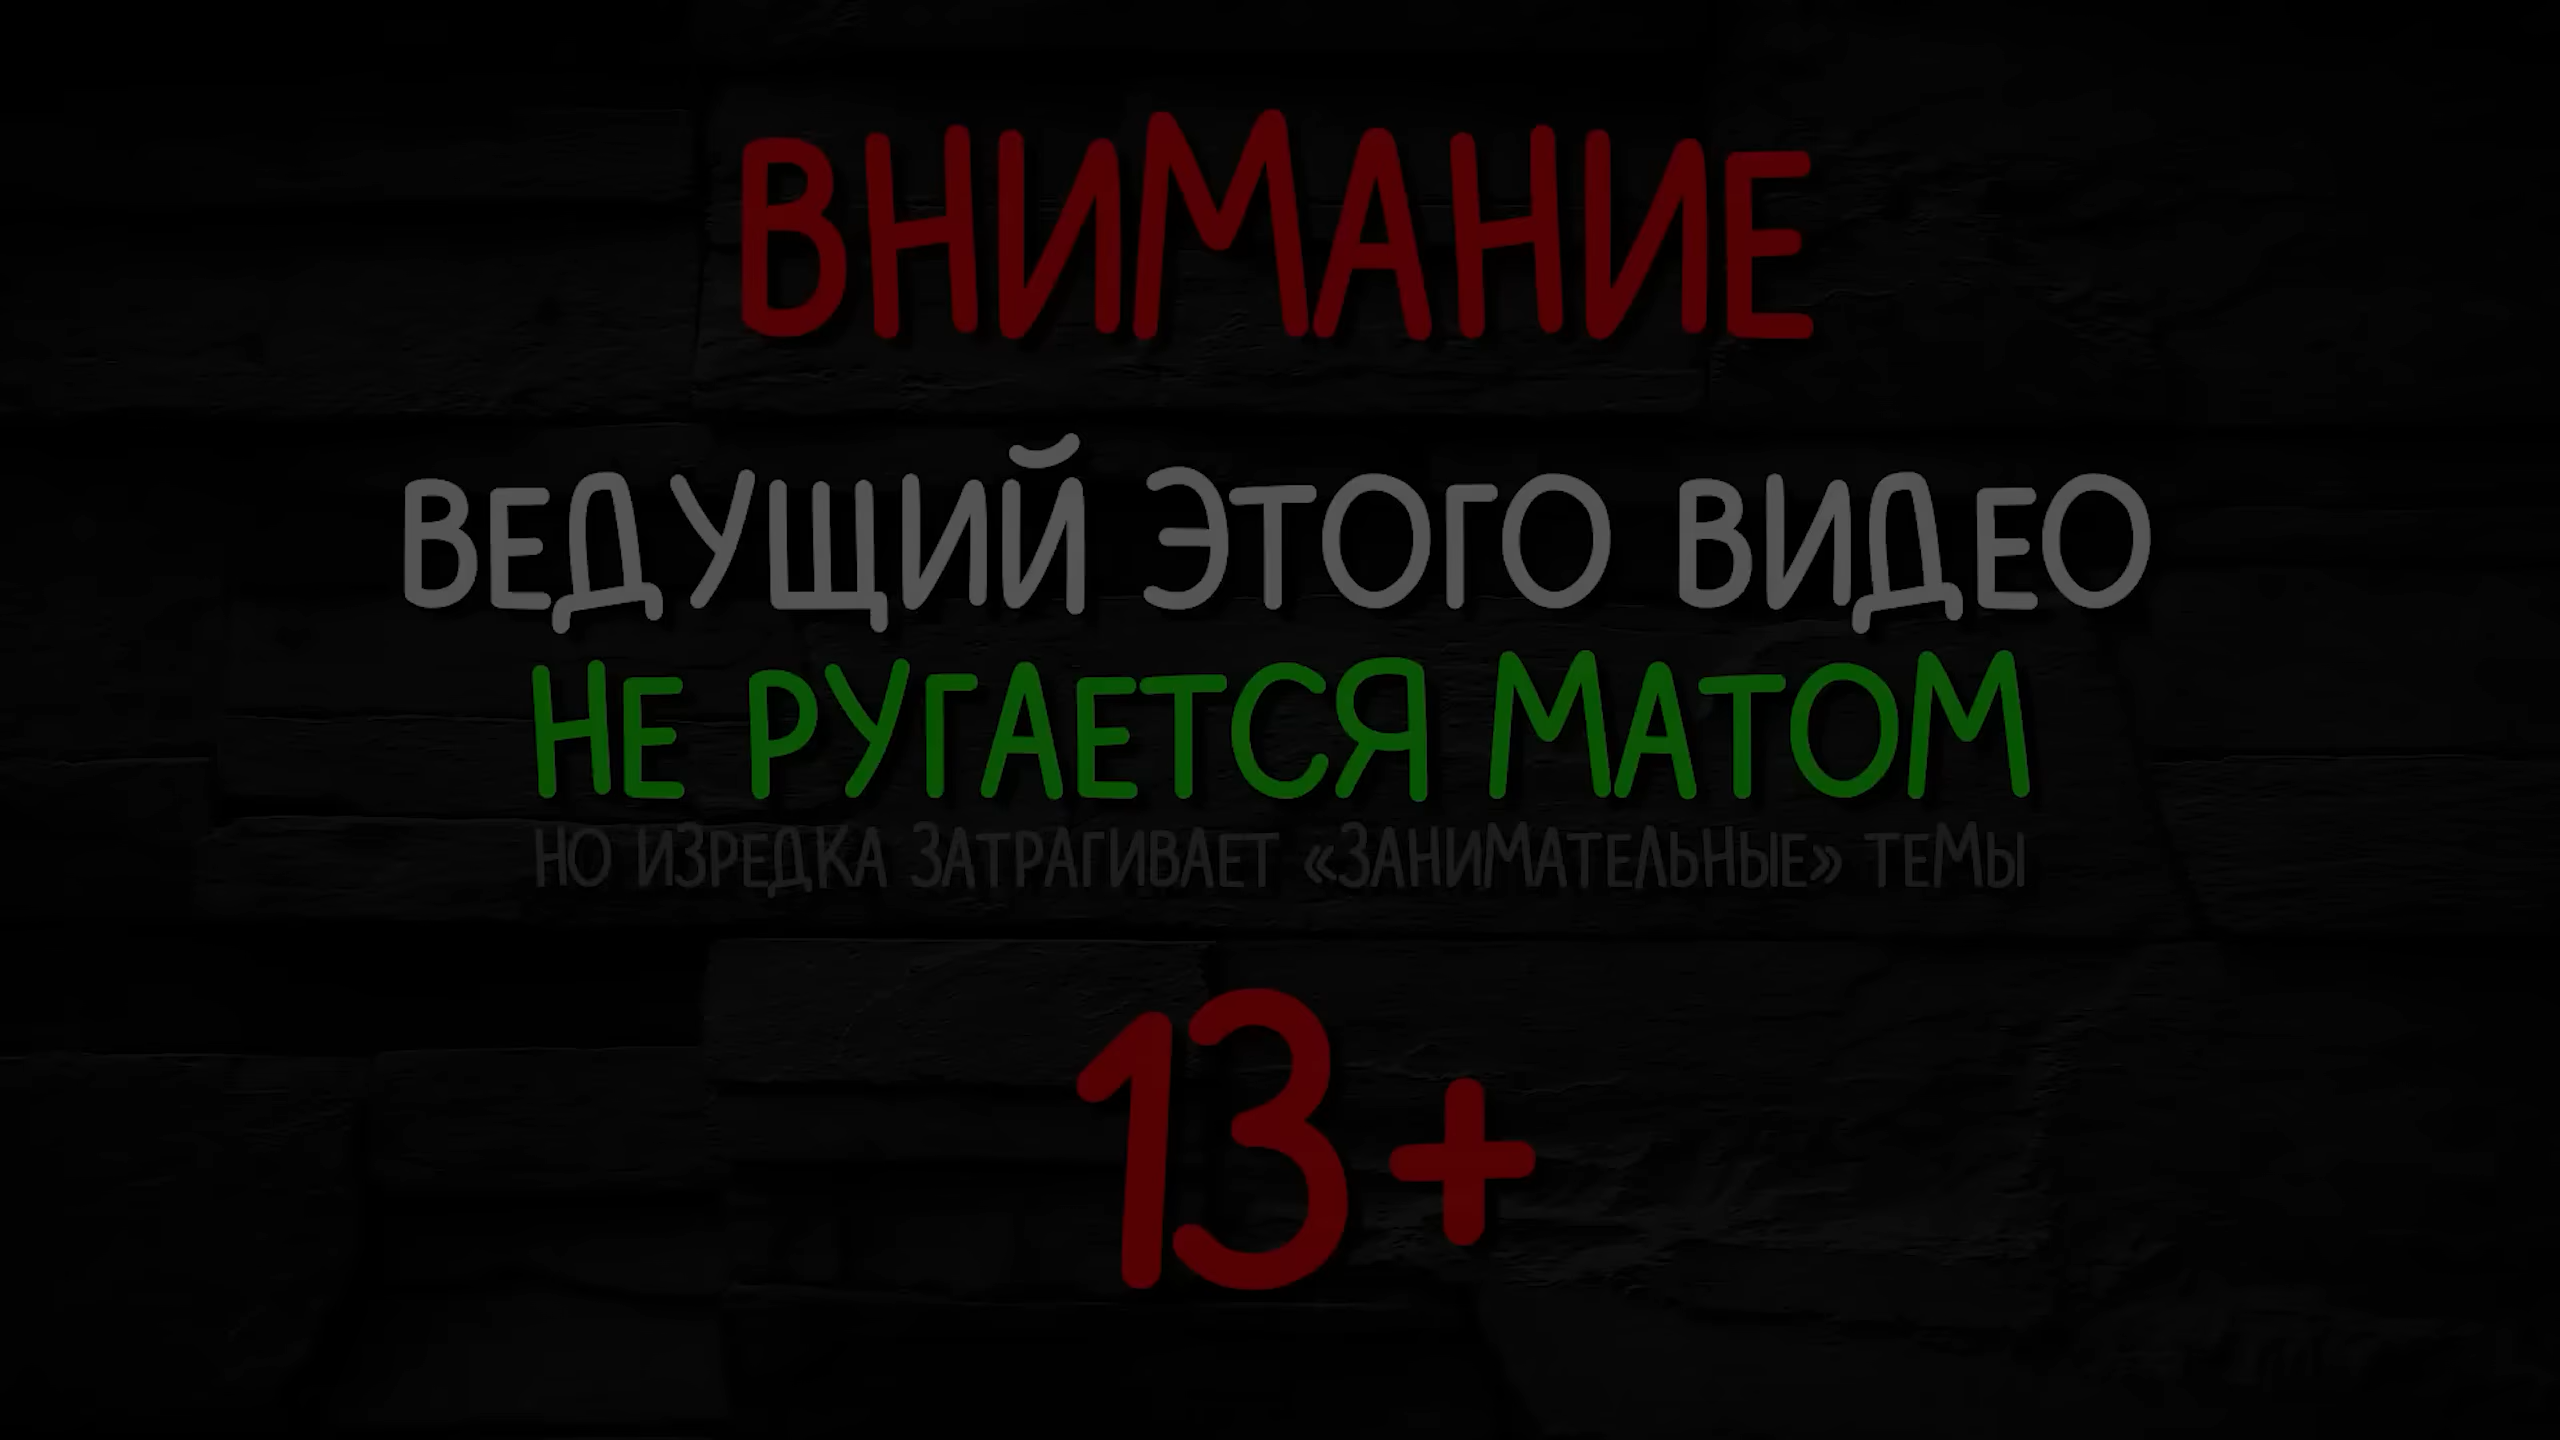 ВНИМАНИЕ
ВЕДУЩИЙ ЭТОГО ВИДЕО
НЕ РУГАЕТСЯ МАТОМ
НО ИЗРЕДКА ЗАТРАГИВАЕТ «ЗАНИМАТЕЛЬНЫЕ» ТЕМЫ
13+